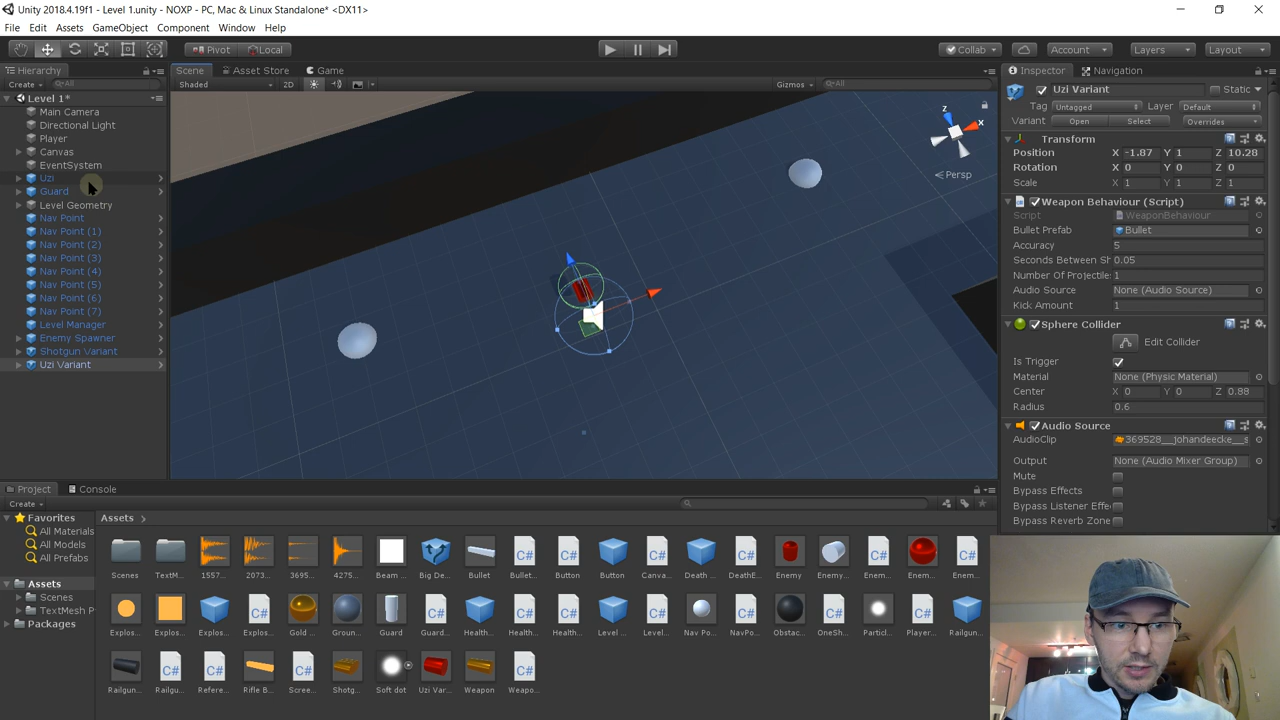 Unity 2018.4.19f1 - Level 1.unity - NOXP - PC, Mac & Linux Standalone* <DX11>
File Edit Assets GameObject Component Window Help
Pivot Local Collab Account Layers Layout
Hierarchy Scene Asset Store Game Inspector Navigation
Create All Shaded 2D Gizmos All
Level 1*
Main Camera
Directional Light
Player
Canvas
EventSystem
Uzi
Guard
Level Geometry
Nav Point
Nav Point (1)
Nav Point (2)
Nav Point (3)
Nav Point (4)
Nav Point (5)
Nav Point (6)
Nav Point (7)
Level Manager
Enemy Spawner
Shotgun Variant
Uzi Variant
z
x
Persp
Uzi Variant Static
Tag Untagged Layer Default
Variant Open Select Overrides
Transform
Position X -1.87 Y 1 Z 10.28
Rotation X 0 Y 0 Z 0
Scale X 1 Y 1 Z 1
Weapon Behaviour (Script)
Script WeaponBehaviour
Bullet Prefab Bullet
Accuracy 5
Seconds Between Sh 0.05
Number Of Projectile 1
Audio Source None (Audio Source)
Kick Amount 1
Sphere Collider
Edit Collider
Is Trigger
Material None (Physic Material)
Center X 0 Y 0 Z 0.88
Radius 0.6
Audio Source
AudioClip 369528__johandeecke__s
Output None (Audio Mixer Group)
Mute
Bypass Effects
Bypass Listener Effe
Bypass Reverb Zone
Project Console
Create
Favorites
All Materials
All Models
All Prefabs
Assets
Scenes
TextMesh P
Packages
Assets
Scenes TextM... 1557... 2073... 3695... 4275... Beam ... Big De... Bullet Bullet... Button Button Canva... Death ... DeathE... Enemy Enemy... Enem... Enem... Enem...
Explos... Explos... Explos... Explos... Gold ... Groun... Guard Guard... Health... Health... Health... Level ... Level... Nav Po... NavPo... Obstac... OneSh... Particl... Player... Railgun...
Railgu... Railgu... Refere... Rifle B... Scree... Shotg... Soft dot Uzi Var... Weapon Weapo...